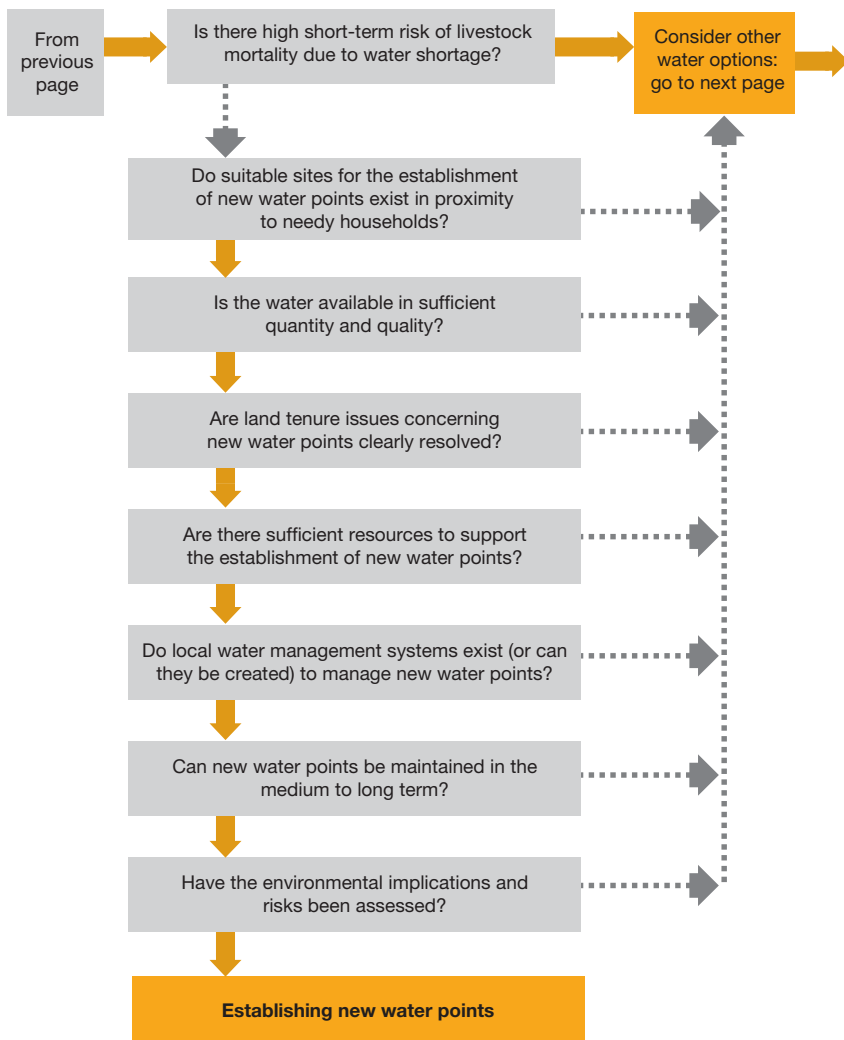 From
previous
page
Is there high short-term risk of livestock
mortality due to water shortage?
Consider other
water options:
go to next page
Do suitable sites for the establishment
of new water points exist in proximity
to needy households?
Is the water available in sufficient
quantity and quality?
Are land tenure issues concerning
new water points clearly resolved?
Are there sufficient resources to support
the establishment of new water points?
Do local water management systems exist (or can
they be created) to manage new water points?
Can new water points be maintained in the
medium to long term?
Have the environmental implications and
risks been assessed?
Establishing new water points